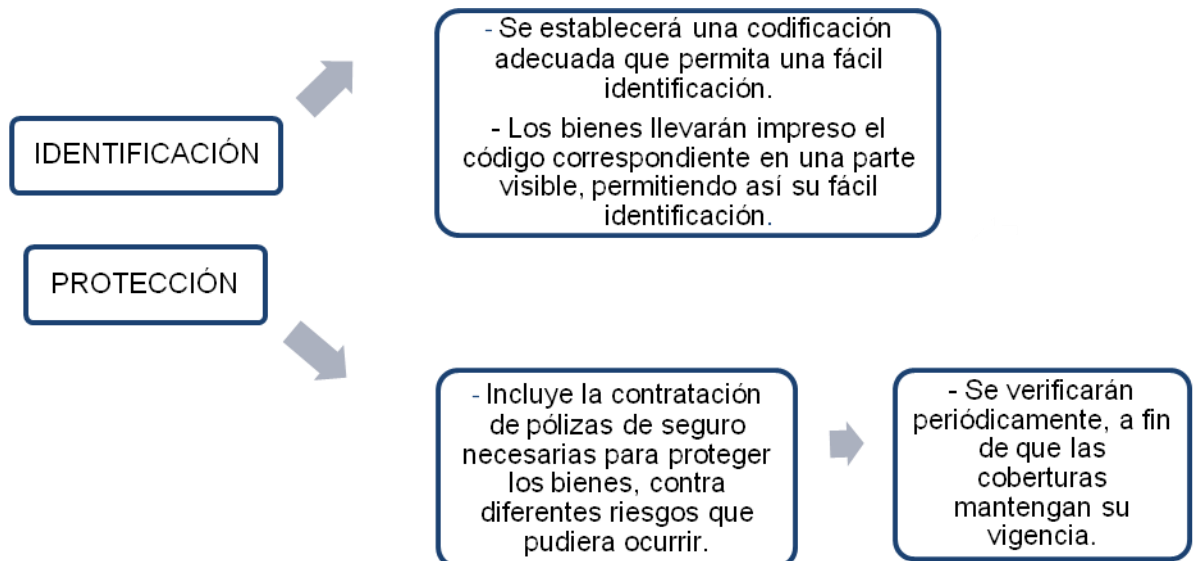 IDENTIFICACIÓN
- Se establecerá una codificación
adecuada que permita una fácil
identificación.
- Los bienes llevarán impreso el
código correspondiente en una parte
visible, permitiendo así su fácil
identificación.
PROTECCIÓN
- Incluye la contratación
de pólizas de seguro
necesarias para proteger
los bienes, contra
diferentes riesgos que
pudiera ocurrir.
- Se verificarán
periódicamente, a fin
de que las
coberturas
mantengan su
vigencia.